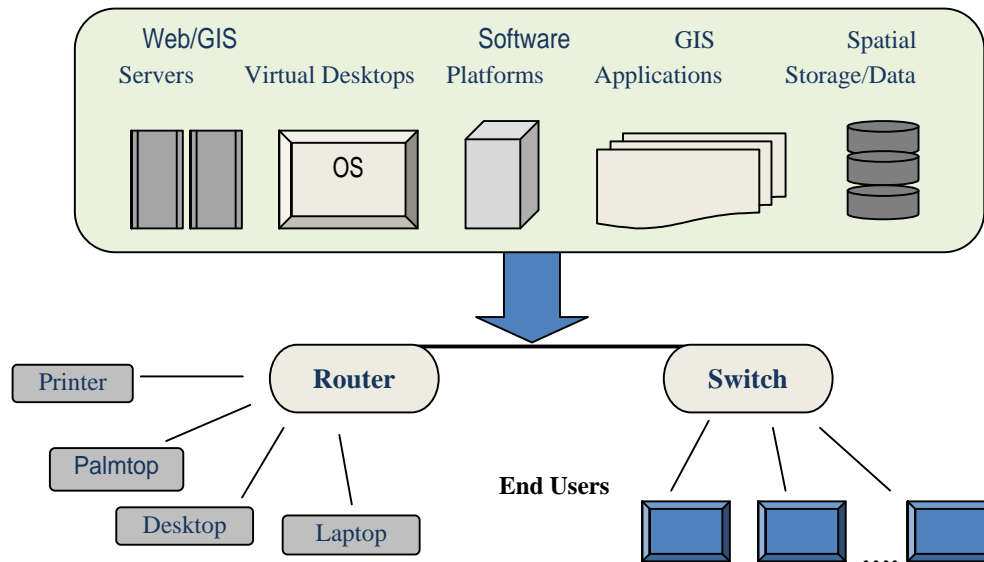 Web/GIS Software GIS Spatial
Servers Virtual Desktops Platforms Applications Storage/Data
OS
Router Switch
Printer
Palmtop
End Users
Desktop Laptop
....